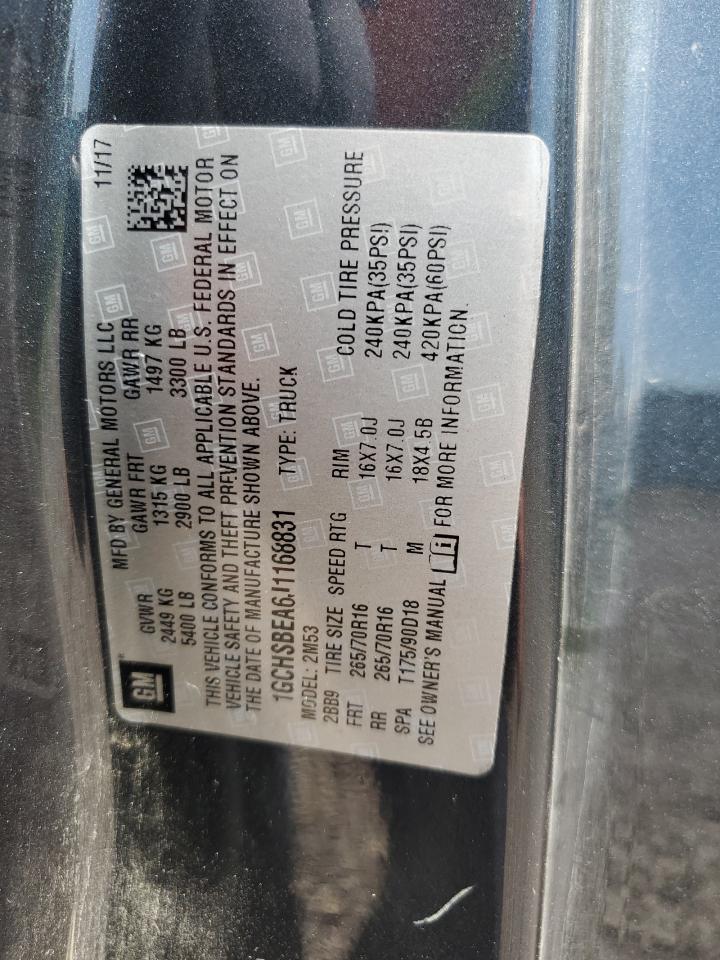 MFD BY GENERAL MOTORS LLC 11/17
GM
GVWR GAWR FRT GAWR RR
2449 KG 1315 KG 1497 KG
5400 LB 2900 LB 3300 LB
THIS VEHICLE CONFORMS TO ALL APPLICABLE U.S. FEDERAL MOTOR
VEHICLE SAFETY AND THEFT PREVENTION STANDARDS IN EFFECT ON
THE DATE OF MANUFACTURE SHOWN ABOVE.
1GCHSBEA6J1168831 TYPE: TRUCK
MODEL: 2M53
2BB9 TIRE SIZE SPEED RTG RIM COLD TIRE PRESSURE
FRT 265/70R16 T 16X7.0J 240KPA(35PSI)
RR 265/70R16 T 16X7.0J 240KPA(35PSI)
SPA T175/90D18 M 18X4.5B 420KPA(60PSI)
SEE OWNER'S MANUAL i FOR MORE INFORMATION.